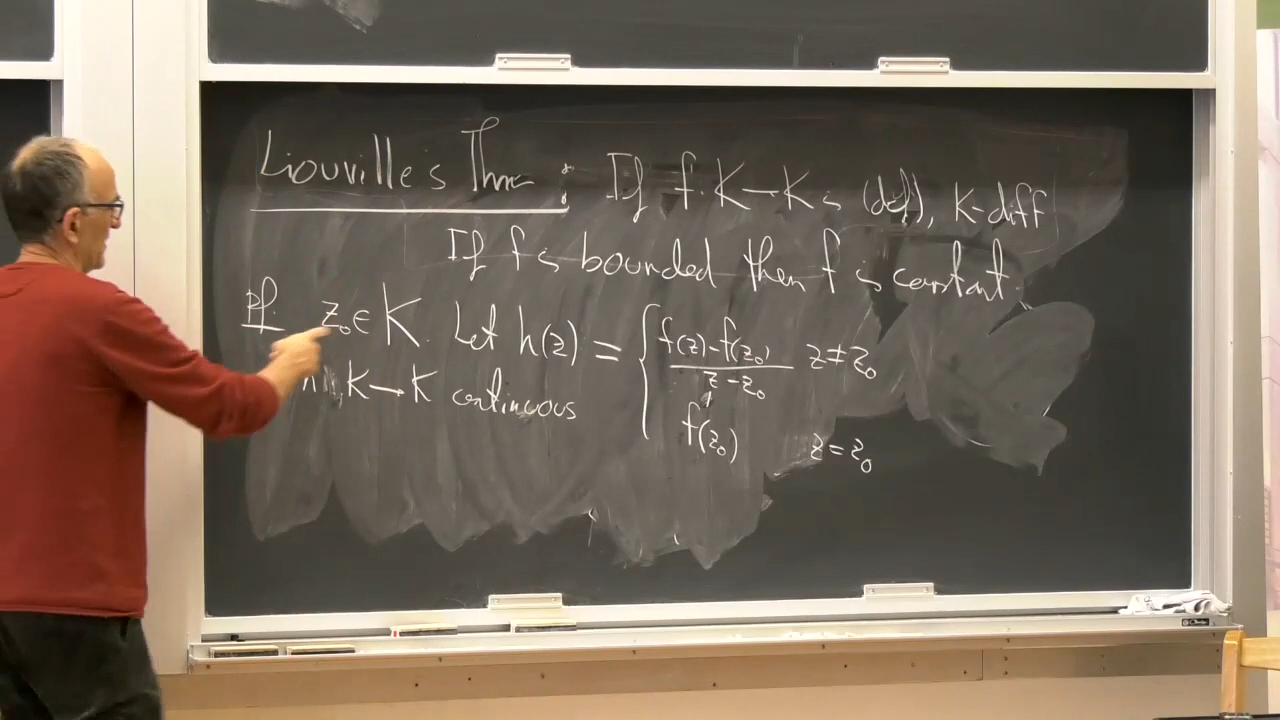 Liouville's Thm : If f: K → K is (def), K-diff
If f is bounded then f is constant.
Pf. z₀ ∈ K. Let h(z) = { f(z)-f(z₀) / z-z₀ z ≠ z₀
K → K continuous
f'(z₀) z = z₀